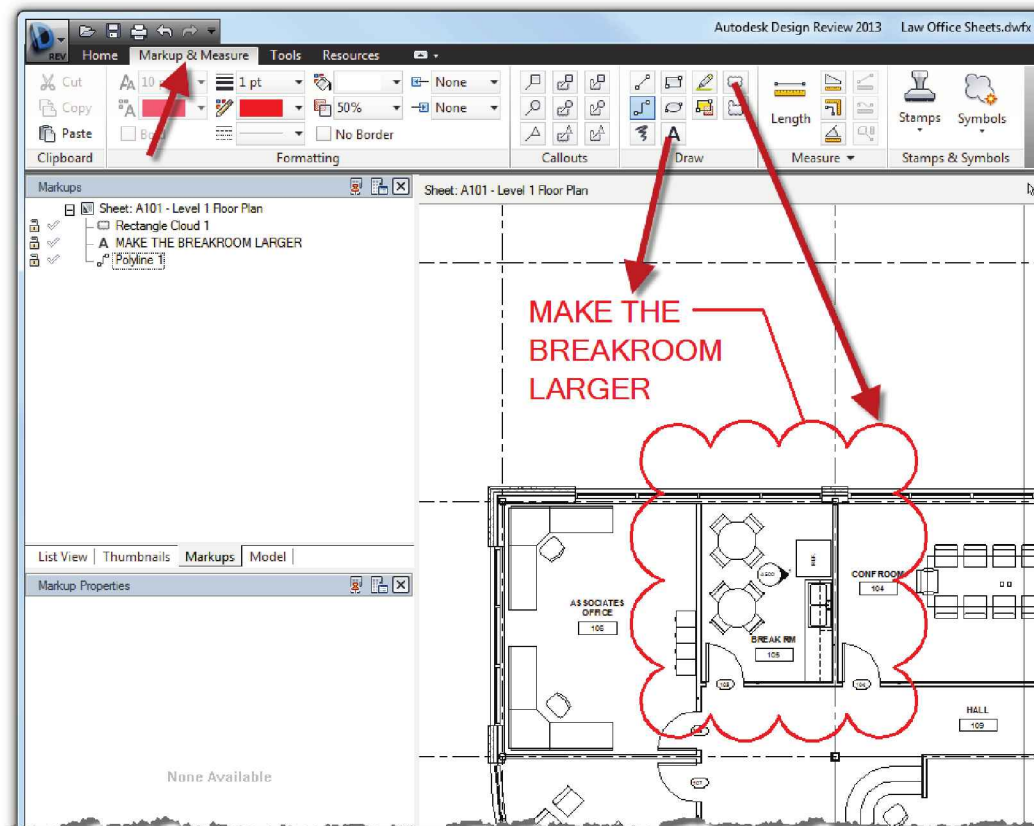 Autodesk Design Review 2013 Law Office Sheets.dwfx
REV Home Markup & Measure Tools Resources
Cut 10 1 pt None
Copy 50% None Length Stamps Symbols
Paste No Border
Clipboard Formatting Callouts Draw Measure Stamps & Symbols
Markups Sheet: A101 - Level 1 Floor Plan
Sheet: A101 - Level 1 Floor Plan
Rectangle Cloud 1
A MAKE THE BREAKROOM LARGER
Polyline 1
MAKE THE
BREAKROOM
LARGER
List View Thumbnails Markups Model
Markup Properties
None Available
ASSOCIATES
OFFICE
106
BREAK RM
105
CONF ROOM
104
HALL
109